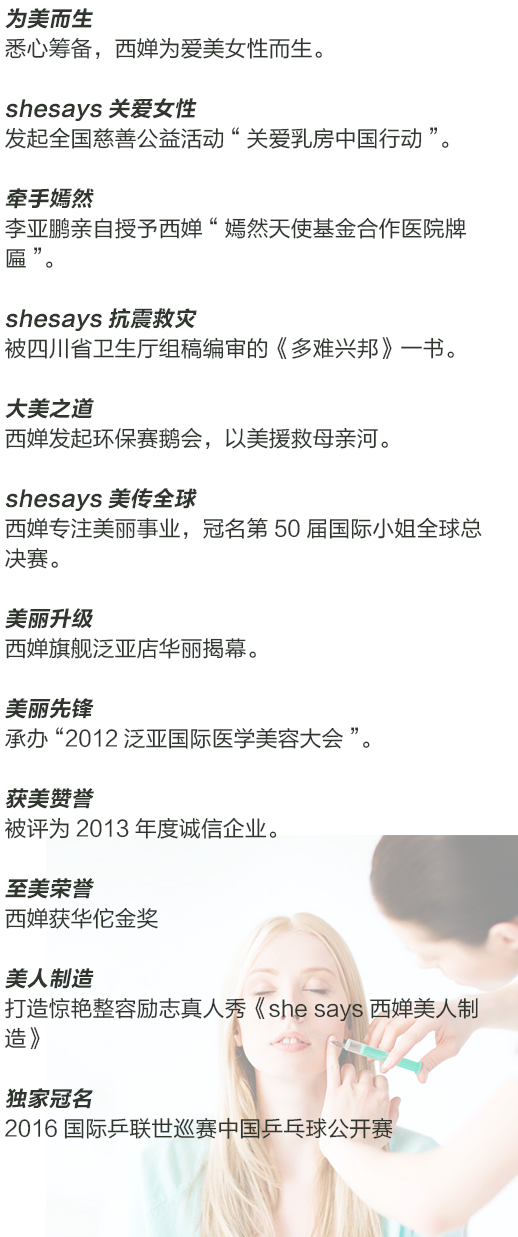 为美而生
悉心筹备，西婵为爱美女性而生。
shesays 关爱女性
发起全国慈善公益活动“关爱乳房中国行动”。
牵手嫣然
李亚鹏亲自授予西婵“嫣然天使基金合作医院牌
匾”。
shesays 抗震救灾
被四川省卫生厅组稿编审的《多难兴邦》一书。
大美之道
西婵发起环保赛鹅会，以美援救母亲河。
shesays 美传全球
西婵专注美丽事业，冠名第 50 届国际小姐全球总
决赛。
美丽升级
西婵旗舰泛亚店华丽揭幕。
美丽先锋
承办“2012 泛亚国际医学美容大会”。
获美赞誉
被评为 2013 年度诚信企业。
至美荣誉
西婵获华佗金奖
美人制造
打造惊艳整容励志真人秀《she says 西婵美人制
造》
独家冠名
2016 国际乒联世巡赛中国乒乓球公开赛